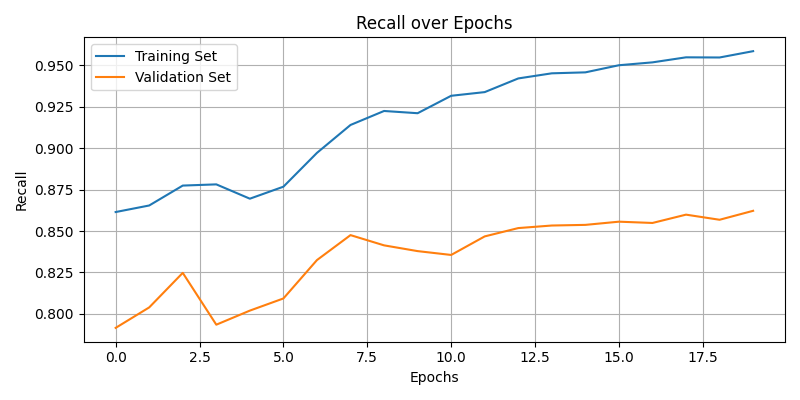 Recall over Epochs
Training Set
Validation Set
Recall
0.950
0.925
0.900
0.875
0.850
0.825
0.800
0.0 2.5 5.0 7.5 10.0 12.5 15.0 17.5
Epochs